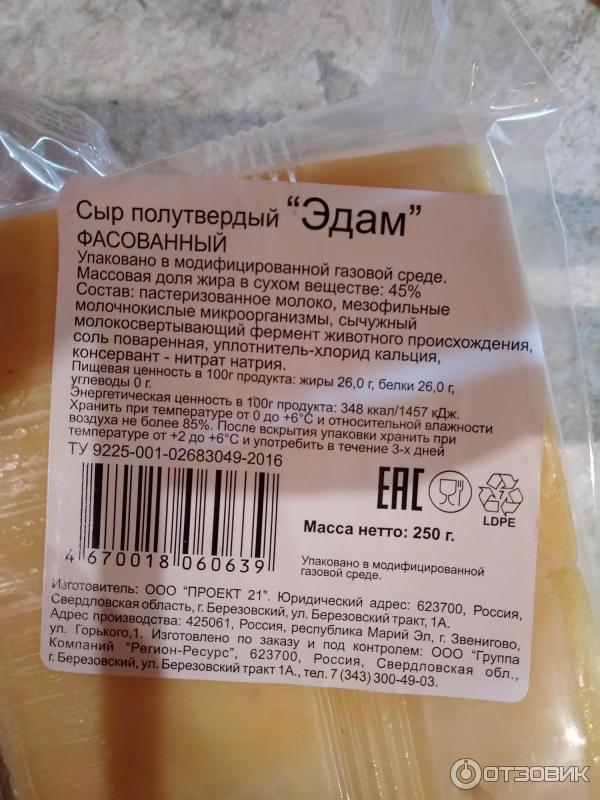 Сыр полутвердый “Эдам”
ФАСОВАННЫЙ
Упаковано в модифицированной газовой среде.
Массовая доля жира в сухом веществе: 45%
Состав: пастеризованное молоко, мезофильные
молочнокислые микроорганизмы, сычужный
молокосвертывающий фермент животного происхождения,
соль поваренная, уплотнитель-хлорид кальция,
консервант - нитрат натрия.
Пищевая ценность в 100г продукта: жиры 26,0 г, белки 26,0 г,
углеводы 0 г.
Энергетическая ценность в 100г продукта: 348 ккал/1457 кДж.
Хранить при температуре от 0 до +6°С и относительной влажности
воздуха не более 85%. После вскрытия упаковки хранить при
температуре от +2 до +6°С и употребить в течение 3-х дней
ТУ 9225-001-02683049-2016
EAC
7
LDPE
Масса нетто: 250 г.
4 670018 060639
Упаковано в модифицированной
газовой среде.
Изготовитель: ООО "ПРОЕКТ 21". Юридический адрес: 623700, Россия,
Свердловская область, г. Березовский, ул. Березовский тракт, 1А.
Адрес производства: 425061, Россия, республика Марий Эл, г. Звенигово,
ул. Горького,1. Изготовлено по заказу и под контролем: ООО "Группа
Компаний "Регион-Ресурс", 623700, Россия, Свердловская обл.,
г. Березовский, ул. Березовский тракт 1А., тел. 7 (343) 300-49-03.
ОТЗОВИК